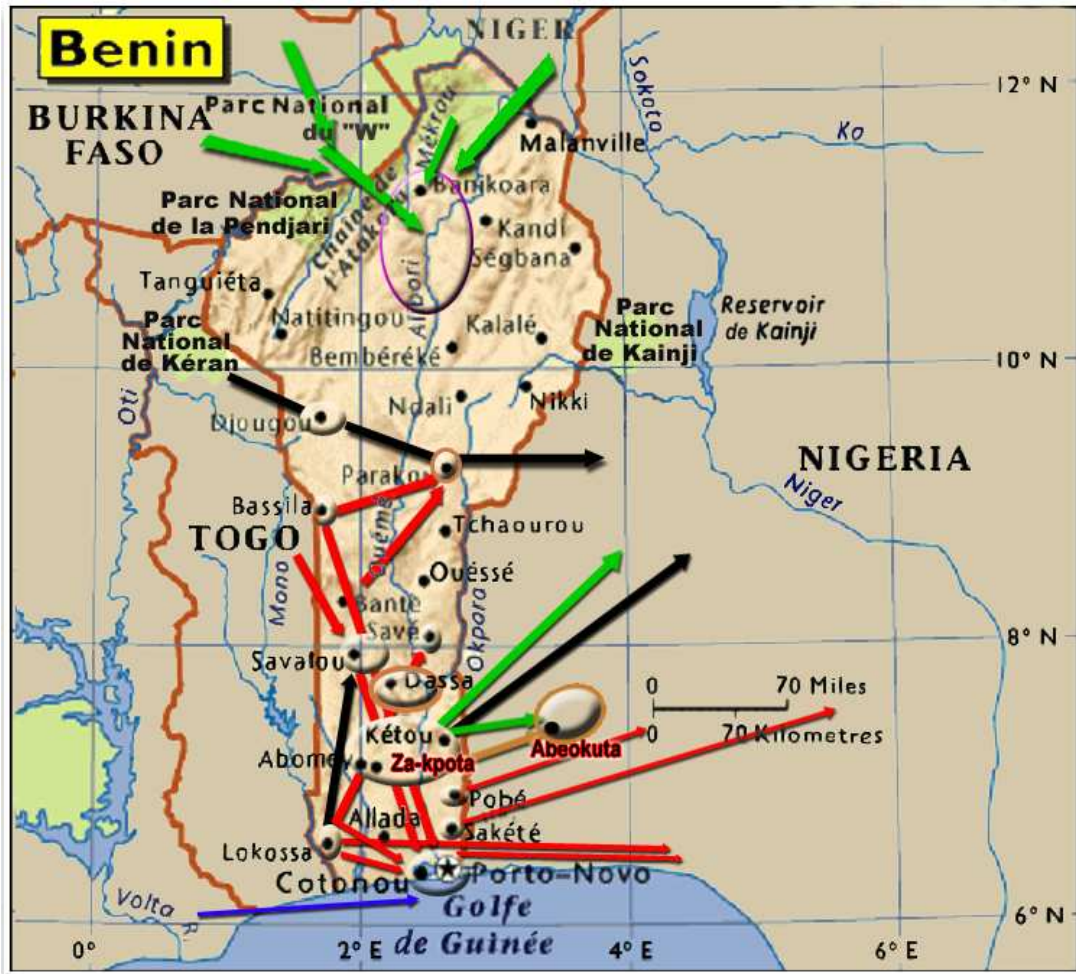 Benin
NIGER
12° N
Sokoto
BURKINA
FASO
Parc National
du "W"
Mékrou
Malanville
Ka
Chaîne de
l'Atakora
Banikoara
Parc National
de la Pendjari
Kandi
Ségbana
Tanguiéta
Alibori
Parc
National
de Kéran
Natitingou
Kalalé
Bembéréké
Parc
National
de Kainji
Reservoir
de Kainji
10° N
Oti
Djougou
Ndali
Nikki
NIGERIA
Parakou
Niger
Bassila
TOGO
Ouémé
Tchaourou
Mono
Ouéssé
Bantè
Okpara
Savé
8° N
Savalou
Dassa
0 70 Miles
0 70 Kilometres
Kétou
Abeokuta
Abomey
Za-kpota
Pobé
Allada
Sakété
Lokossa
Cotonou
Porto-Novo
Volta R
Golfe
de Guinée
6° N
0° 2° E 4° 6° E